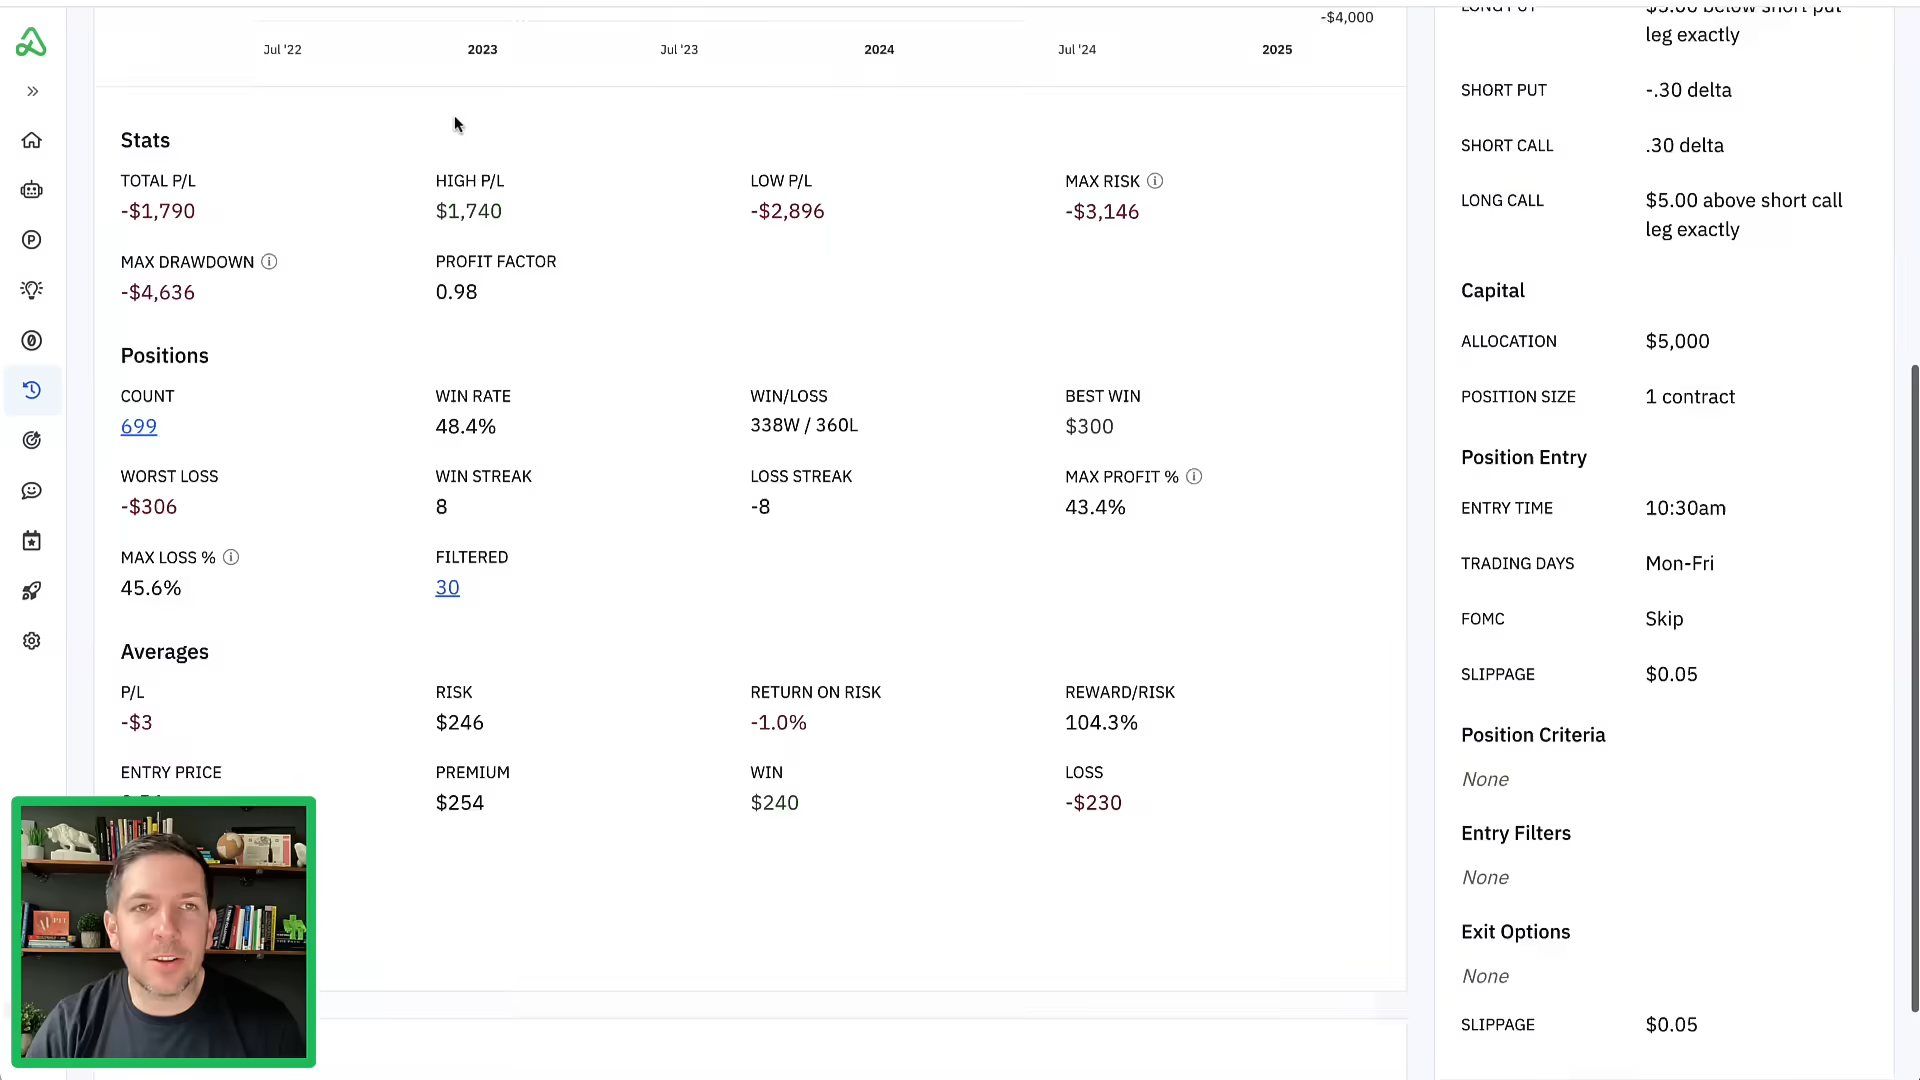 -$4,000
Jul '22
2023
Jul '23
2024
Jul '24
2025
Stats
TOTAL P/L
-$1,790
HIGH P/L
$1,740
LOW P/L
-$2,896
MAX RISK
-$3,146
MAX DRAWDOWN
-$4,636
PROFIT FACTOR
0.98
Positions
COUNT
699
WIN RATE
48.4%
WIN/LOSS
338W / 360L
BEST WIN
$300
WORST LOSS
-$306
WIN STREAK
8
LOSS STREAK
-8
MAX PROFIT %
43.4%
MAX LOSS %
45.6%
FILTERED
30
Averages
P/L
-$3
RISK
$246
RETURN ON RISK
-1.0%
REWARD/RISK
104.3%
ENTRY PRICE
PREMIUM
$254
WIN
$240
LOSS
-$230
LONG PUT
$5.00 below short put
leg exactly
SHORT PUT
-.30 delta
SHORT CALL
.30 delta
LONG CALL
$5.00 above short call
leg exactly
Capital
ALLOCATION
$5,000
POSITION SIZE
1 contract
Position Entry
ENTRY TIME
10:30am
TRADING DAYS
Mon-Fri
FOMC
Skip
SLIPPAGE
$0.05
Position Criteria
None
Entry Filters
None
Exit Options
None
SLIPPAGE
$0.05